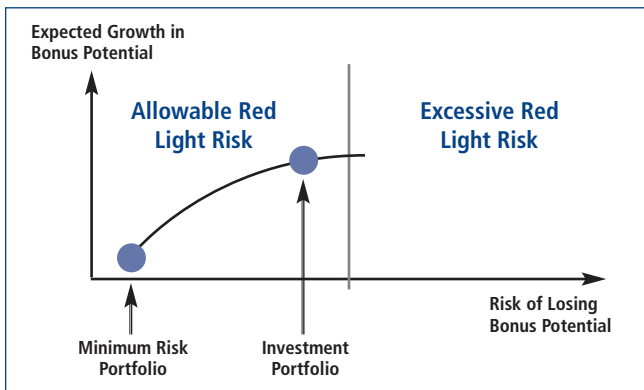 Expected Growth in
Bonus Potential
Allowable Red
Light Risk
Excessive Red
Light Risk
Risk of Losing
Bonus Potential
Minimum Risk
Portfolio
Investment
Portfolio